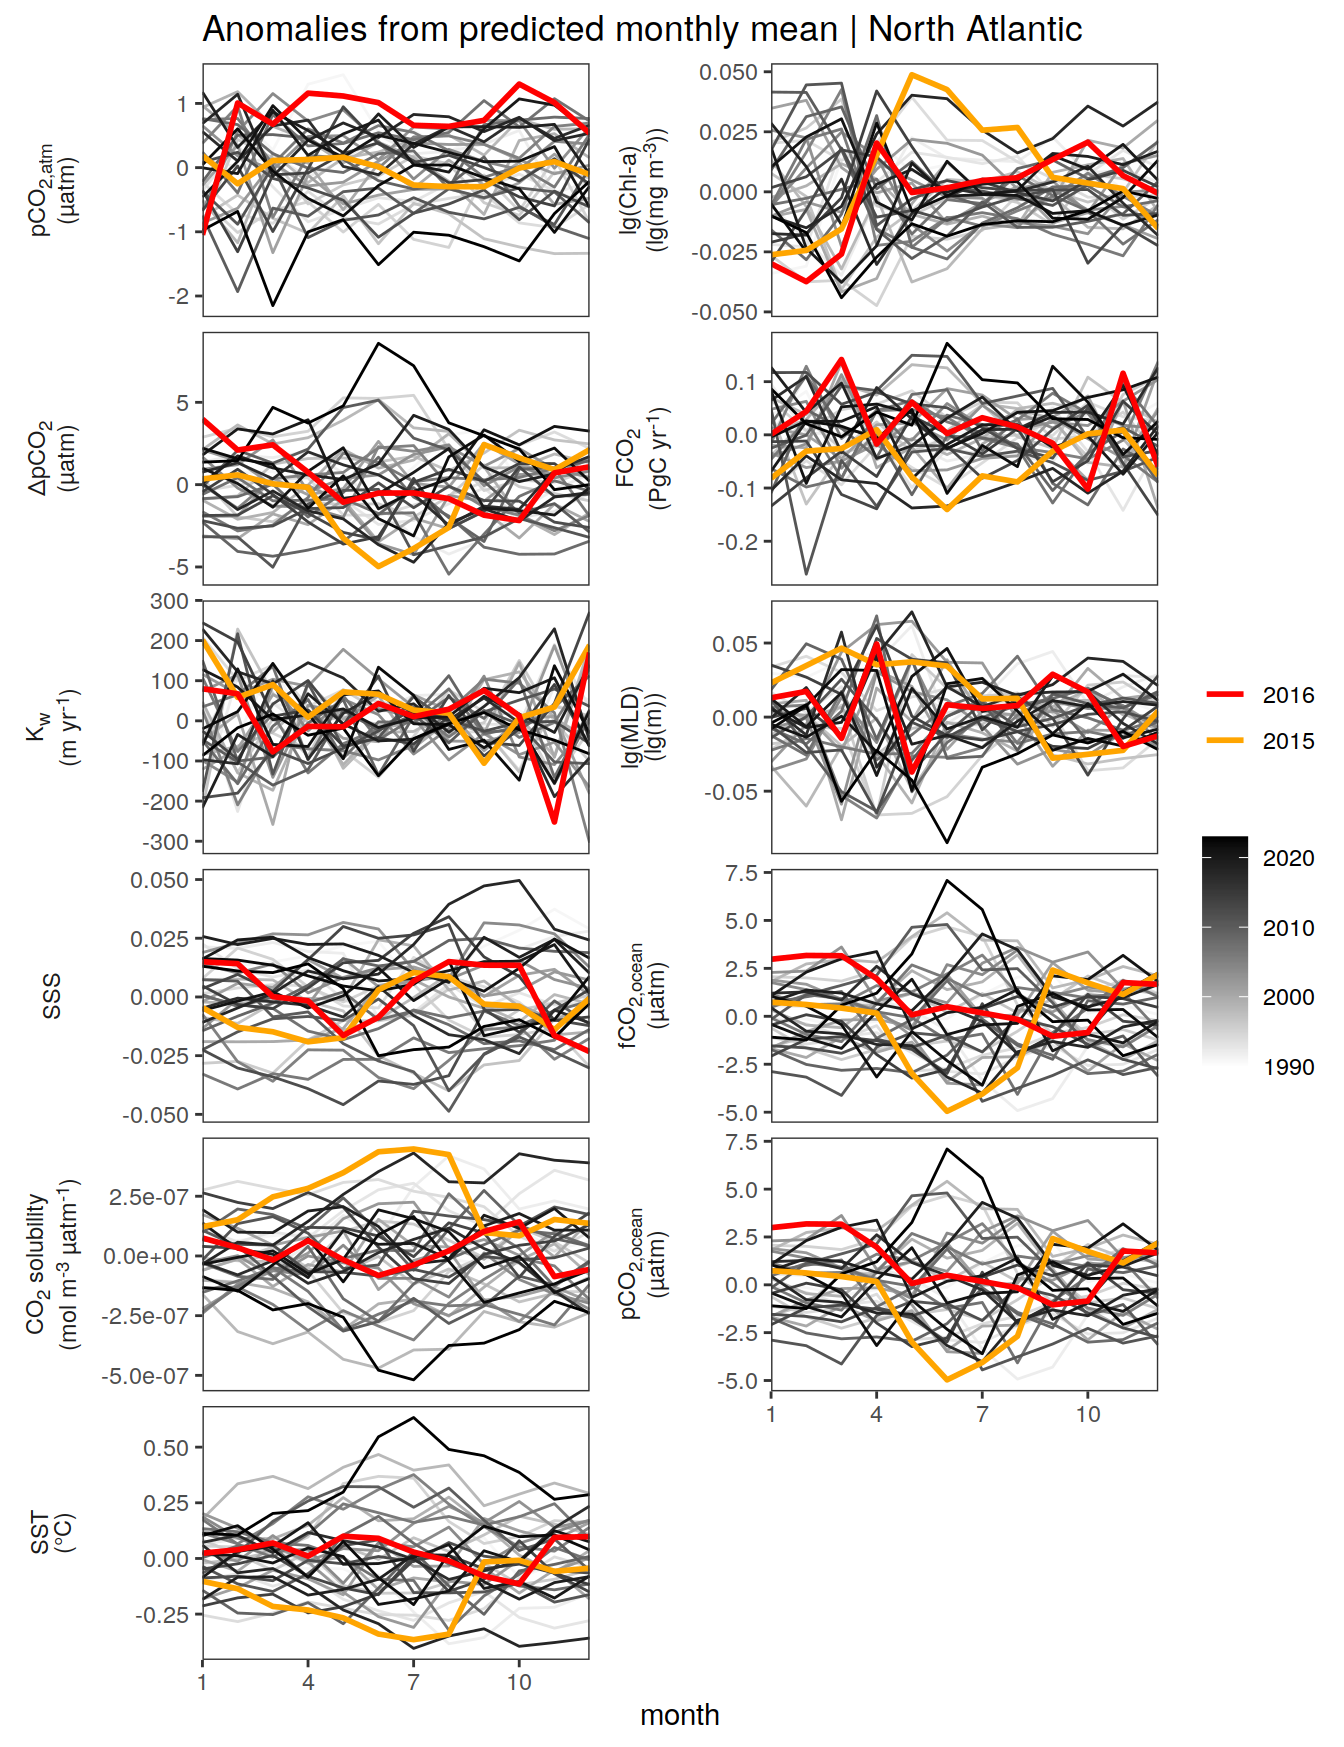 Anomalies from predicted monthly mean | North Atlantic
pCO2,atm
(µatm)
1
0
-1
-2
lg(Chl-a)
(lg(mg m-3))
0.050
0.025
0.000
-0.025
-0.050
ΔpCO2
(µatm)
5
0
-5
FCO2
(PgC yr-1)
0.1
0.0
-0.1
-0.2
Kw
(m yr-1)
300
200
100
0
-100
-200
-300
lg(MLD)
(lg(m))
0.05
0.00
-0.05
SSS
0.050
0.025
0.000
-0.025
-0.050
fCO2,ocean
(µatm)
7.5
5.0
2.5
0.0
-2.5
-5.0
CO2 solubility
(mol m-3 µatm-1)
2.5e-07
0.0e+00
-2.5e-07
-5.0e-07
pCO2,ocean
(µatm)
7.5
5.0
2.5
0.0
-2.5
-5.0
1 4 7 10
SST
(°C)
0.50
0.25
0.00
-0.25
1 4 7 10
month
2016
2015
2020
2010
2000
1990